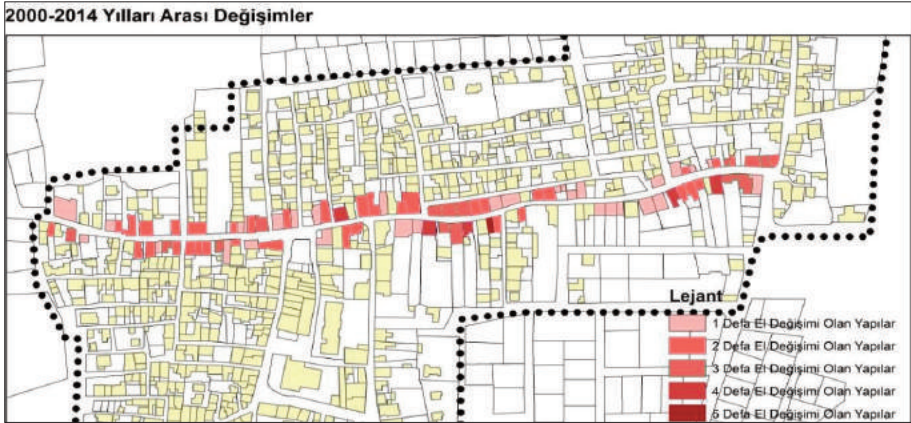 2000-2014 Yılları Arası Değişimler
Lejant
1 Defa El Değişimi Olan Yapılar
2 Defa El Değişimi Olan Yapılar
3 Defa El Değişimi Olan Yapılar
4 Defa El Değişimi Olan Yapılar
5 Defa El Değişimi Olan Yapılar